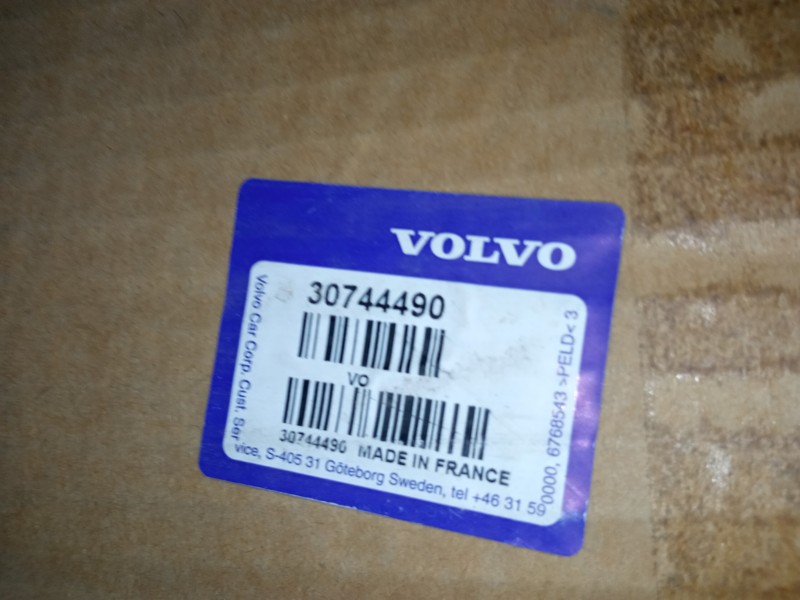 VOLVO
30744490
VO
30744490 MADE IN FRANCE
Volvo Car Corp. Cust. Ser
vice, S-405 31 Göteborg Sweden, tel +46 31 59
0000, 6768543 >PELD< 3